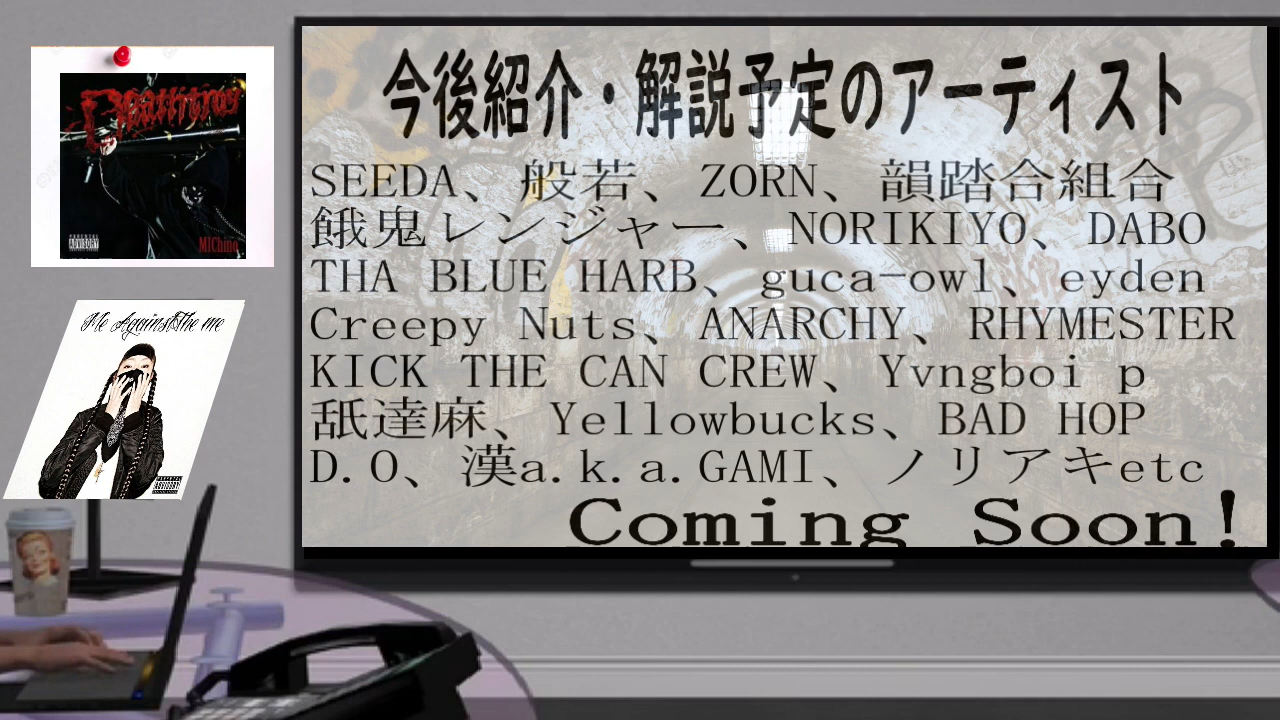 今後紹介・解説予定のアーティスト
SEEDA、般若、ZORN、韻踏合組合
餓鬼レンジャー、NORIKIYO、DABO
THA BLUE HARB、guca-owl、eyden
Creepy Nuts、ANARCHY、RHYMESTER
KICK THE CAN CREW、Yvngboi p
舐達麻、Yellowbucks、BAD HOP
D.O、漢a.k.a.GAMI、ノリアキetc
Coming Soon!
PARENTAL
ADVISORY
MIChino
Me Against The me
ADVISORY